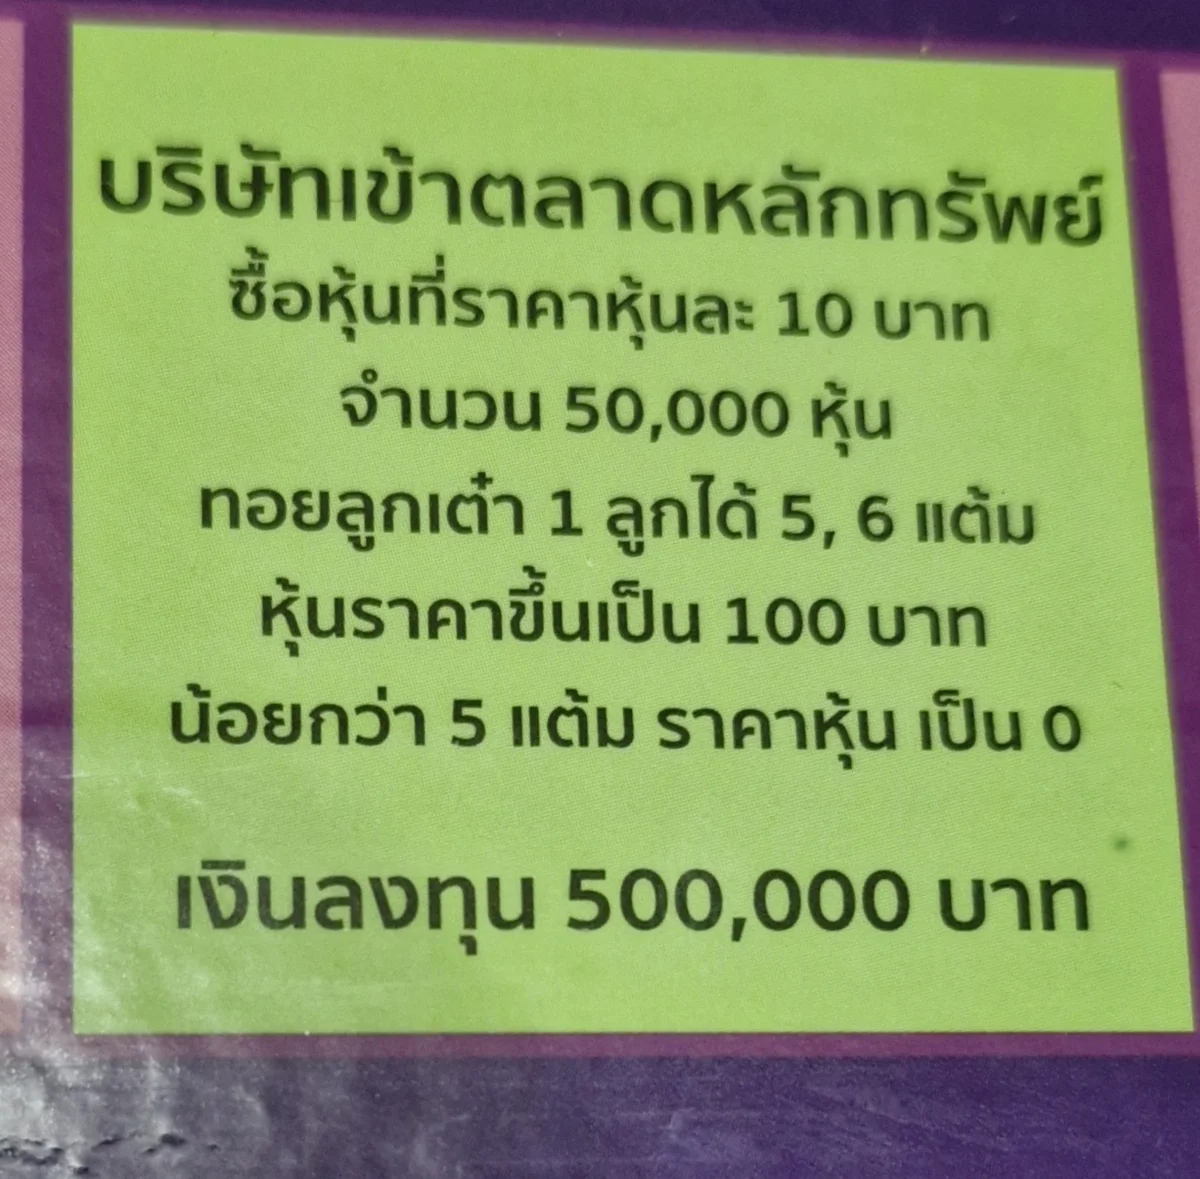 บริษัทเข้าตลาดหลักทรัพย์
ซื้อหุ้นที่ราคาหุ้นละ 10 บาท
จำนวน 50,000 หุ้น
ทอยลูกเต๋า 1 ลูกได้ 5, 6 แต้ม
หุ้นราคาขึ้นเป็น 100 บาท
น้อยกว่า 5 แต้ม ราคาหุ้น เป็น 0
เงินลงทุน 500,000 บาท